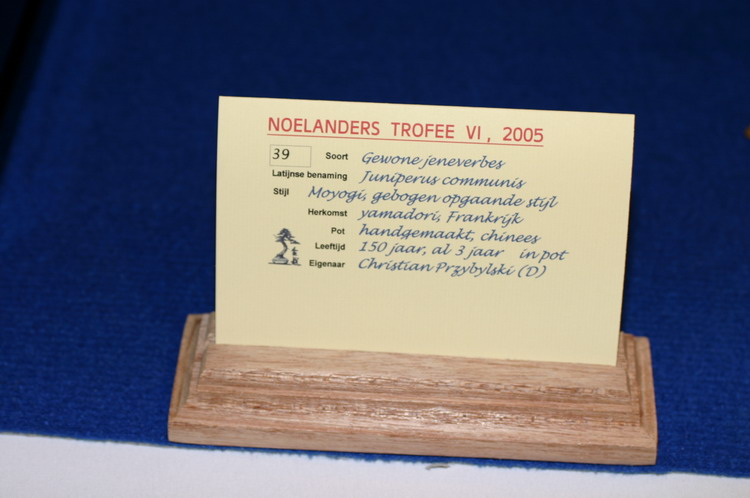 NOELANDERS TROFEE VI, 2005
39 Soort Gewone jeneverbes
Latijnse benaming Juniperus communis
Stijl Moyogi, gebogen opgaande stijl
Herkomst yamadori, Frankrijk
Pot handgemaakt, chinees
Leeftijd 150 jaar, al 3 jaar in pot
Eigenaar Christian Przybylski (D)